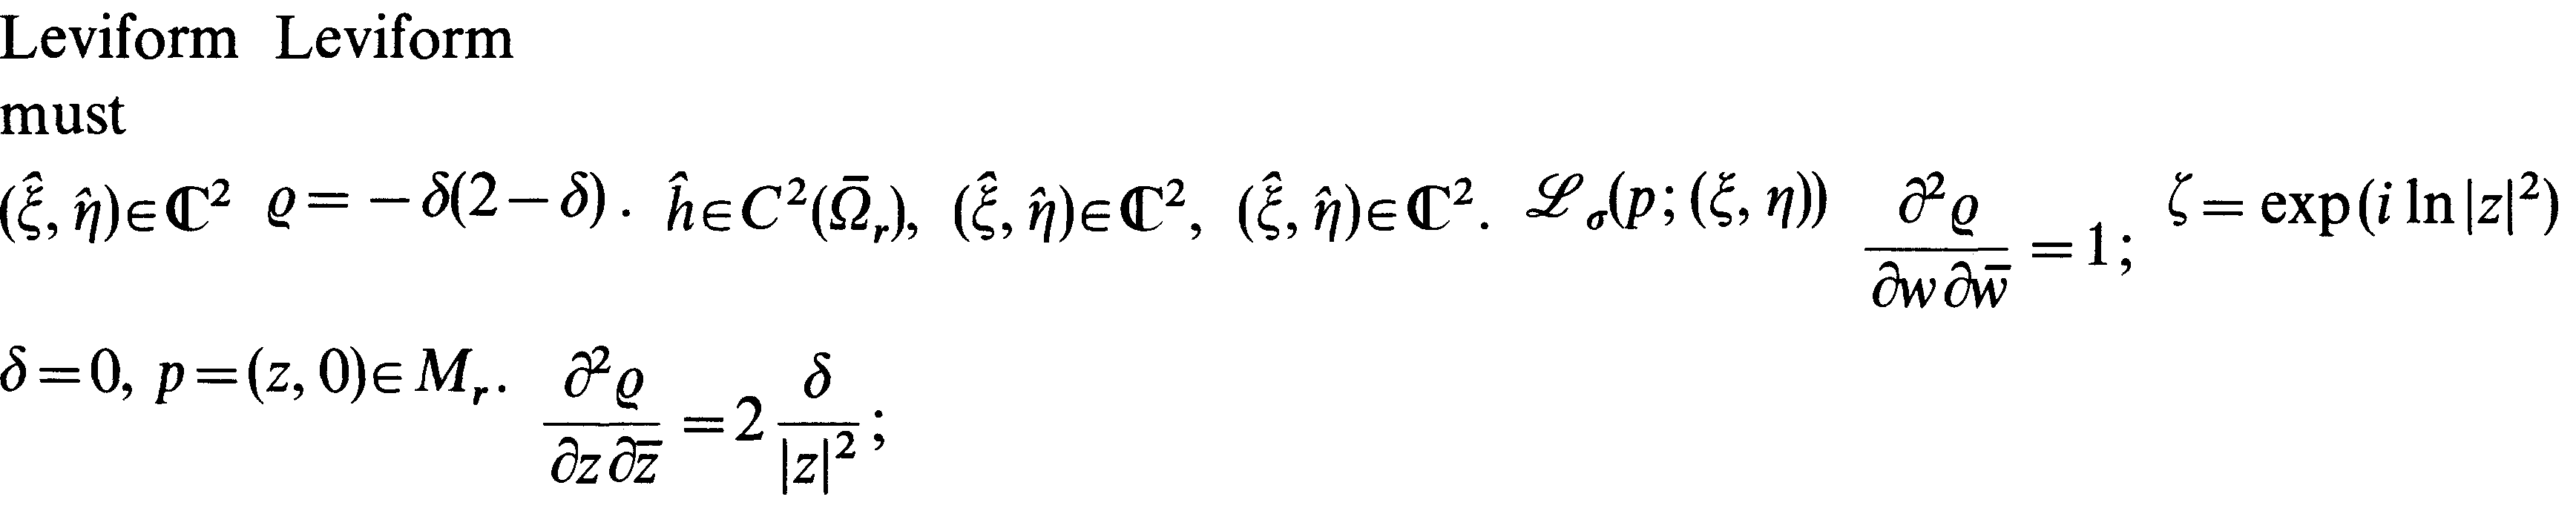 Leviform Leviform
must
$(\hat{\xi}, \hat{\eta}) \in \mathbb{C}^2$ $\varrho = -\delta(2-\delta).$ $\hat{h} \in C^2(\bar{\Omega}_r),$ $(\hat{\xi}, \hat{\eta}) \in \mathbb{C}^2,$ $(\hat{\xi}, \hat{\eta}) \in \mathbb{C}^2.$ $\mathscr{L}_\sigma(p; (\xi, \eta))$ $\frac{\partial^2 \varrho}{\partial w \partial \bar{w}} = 1;$ $\zeta = \exp(i \ln |z|^2)$
$\delta = 0, p = (z, 0) \in M_r.$ $\frac{\partial^2 \varrho}{\partial z \partial \bar{z}} = 2 \frac{\delta}{|z|^2};$